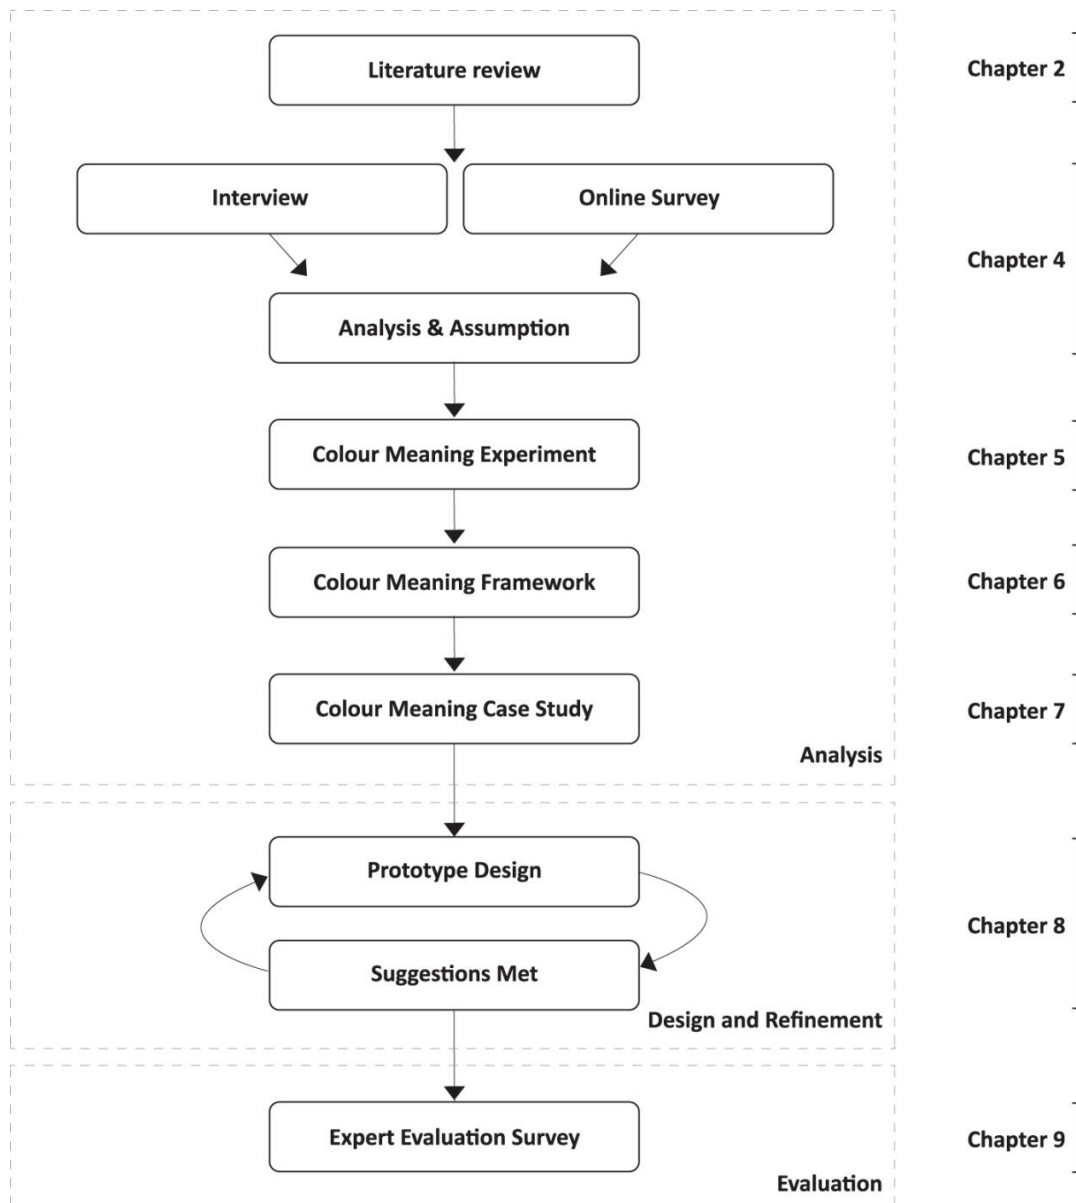 Literature review
Chapter 2
Interview
Online Survey
Chapter 4
Analysis & Assumption
Colour Meaning Experiment
Chapter 5
Colour Meaning Framework
Chapter 6
Colour Meaning Case Study
Chapter 7
Analysis
Prototype Design
Chapter 8
Suggestions Met
Design and Refinement
Expert Evaluation Survey
Chapter 9
Evaluation